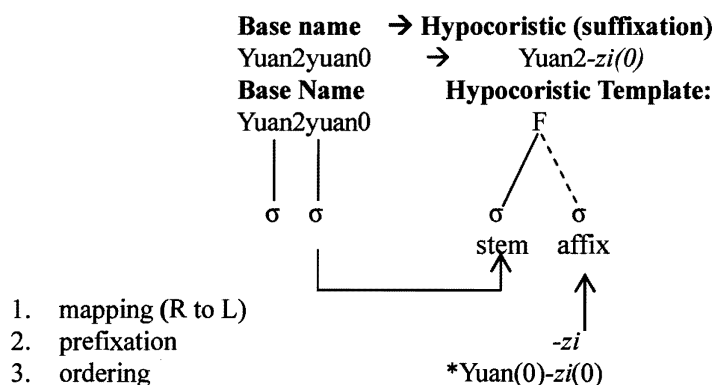 Base name → Hypocoristic (suffixation)
Yuan2yuan0 → Yuan2-zi(0)
Base Name Hypocoristic Template:
Yuan2yuan0 F
σ σ σ σ
stem affix
1. mapping (R to L)
2. prefixation -zi
3. ordering *Yuan(0)-zi(0)